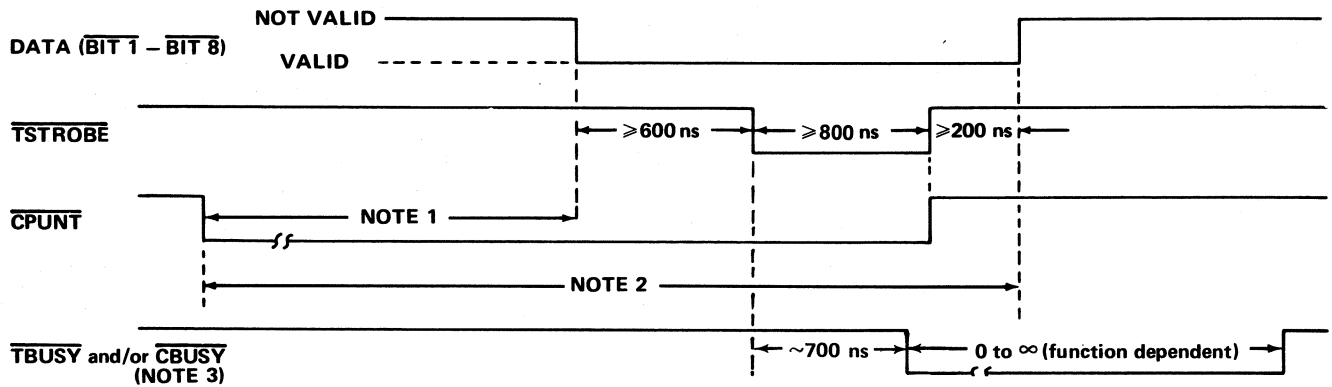 NOT VALID
DATA (BIT 1 – BIT 8)
VALID
TSTROBE
≥600 ns
≥800 ns
≥200 ns
CPUNT
NOTE 1
NOTE 2
TBUSY and/or CBUSY
(NOTE 3)
~700 ns
0 to ∞ (function dependent)